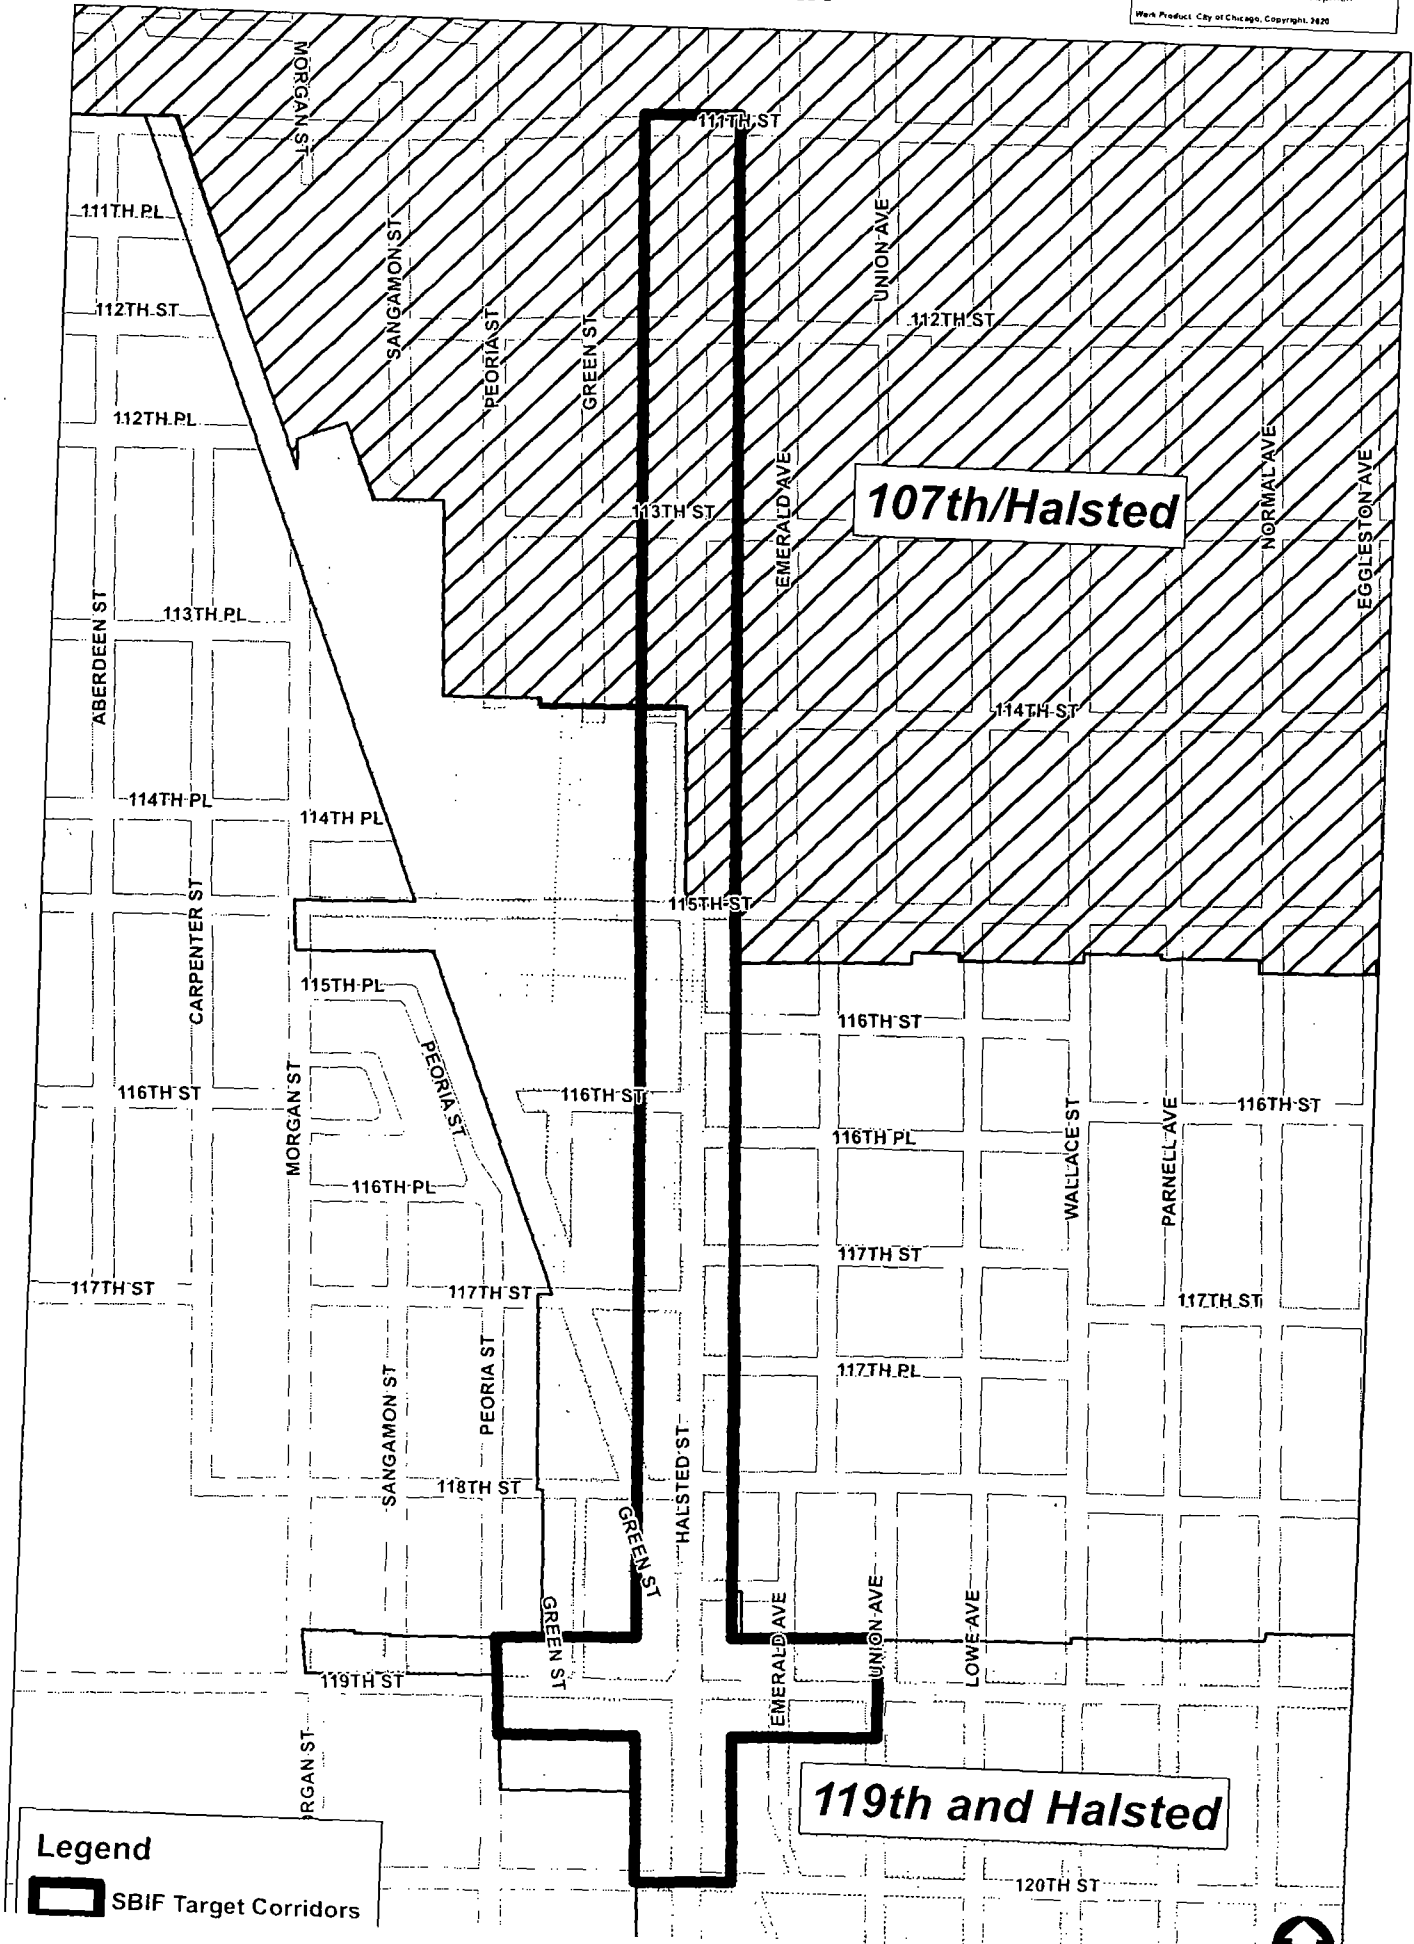 Work Product City of Chicago, Copyright, 2020
MORGAN ST
111TH ST
111TH PL
SANGAMON ST
UNION AVE
112TH ST
PEORIA ST
GREEN ST
112TH ST
112TH PL
EMERALD AVE
NORMAL AVE
EGGLESTON AVE
107th/Halsted
113TH ST
ABERDEEN ST
113TH PL
114TH ST
114TH PL
114TH PL
CARPENTER ST
115TH ST
115TH PL
116TH ST
PEORIA ST
116TH ST
MORGAN ST
116TH ST
WALLACE ST
PARNELL AVE
116TH ST
116TH PL
116TH PL
117TH ST
117TH ST
117TH ST
117TH ST
PEORIA ST
SANGAMON ST
117TH PL
HALSTED ST
118TH ST
GREEN ST
GREEN ST
EMERALD AVE
UNION AVE
LOWE AVE
119TH ST
ORGAN ST
119th and Halsted
Legend
SBIF Target Corridors
120TH ST